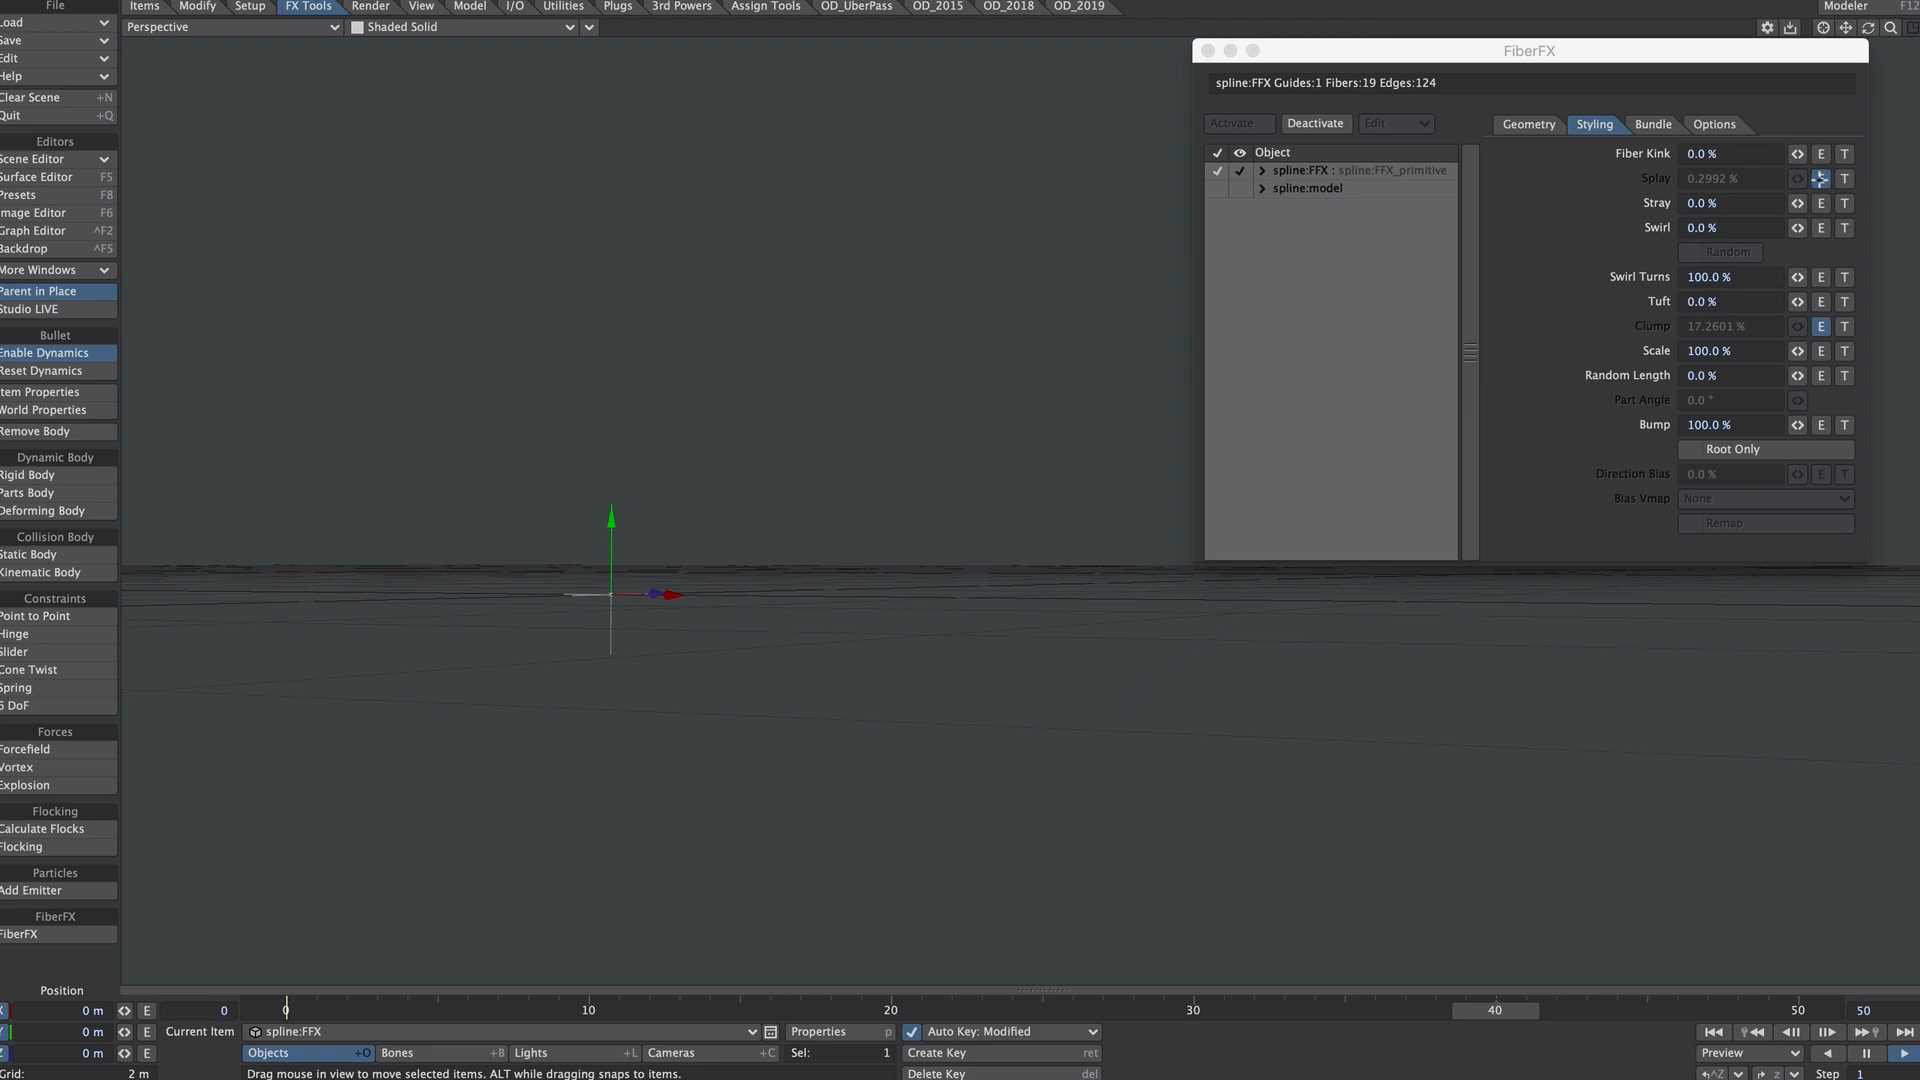 File
Items Modify Setup FX Tools Render View Model I/O Utilities Plugs 3rd Powers Assign Tools OD_UberPass OD_2015 OD_2018 OD_2019 Modeler F12
Load
Perspective Shaded Solid
Save
Edit
Help
Clear Scene +N
Quit +Q
Editors
Scene Editor
Surface Editor F5
Presets F8
Image Editor F6
Graph Editor ^F2
Backdrop ^F5
More Windows
Parent in Place
Studio LIVE
Bullet
Enable Dynamics
Reset Dynamics
Item Properties
World Properties
Remove Body
Dynamic Body
Rigid Body
Parts Body
Deforming Body
Collision Body
Static Body
Kinematic Body
Constraints
Point to Point
Hinge
Slider
Cone Twist
Spring
6 DoF
Forces
Forcefield
Vortex
Explosion
Flocking
Calculate Flocks
Flocking
Particles
Add Emitter
FiberFX
FiberFX
FiberFX
spline:FFX Guides:1 Fibers:19 Edges:124
Activate Deactivate Edit
Object
spline:FFX : spline:FFX_primitive
spline:model
Geometry Styling Bundle Options
Fiber Kink 0.0 % E T
Splay 0.2992 % T
Stray 0.0 % E T
Swirl 0.0 % E T
Random
Swirl Turns 100.0 % E T
Tuft 0.0 % E T
Clump 17.2601 % E T
Scale 100.0 % E T
Random Length 0.0 % E T
Part Angle 0.0 °
Bump 100.0 % E T
Root Only
Direction Bias 0.0 % E T
Bias Vmap None
Remap
Position
X 0 m E 0 0 10 20 30 40 50 50
Y 0 m E Current Item spline:FFX Properties p Auto Key: Modified
Z 0 m E Objects +O Bones +B Lights +L Cameras +C Sel: 1 Create Key ret Preview
Grid: 2 m Drag mouse in view to move selected items. ALT while dragging snaps to items. Delete Key del ^Z z Step 1